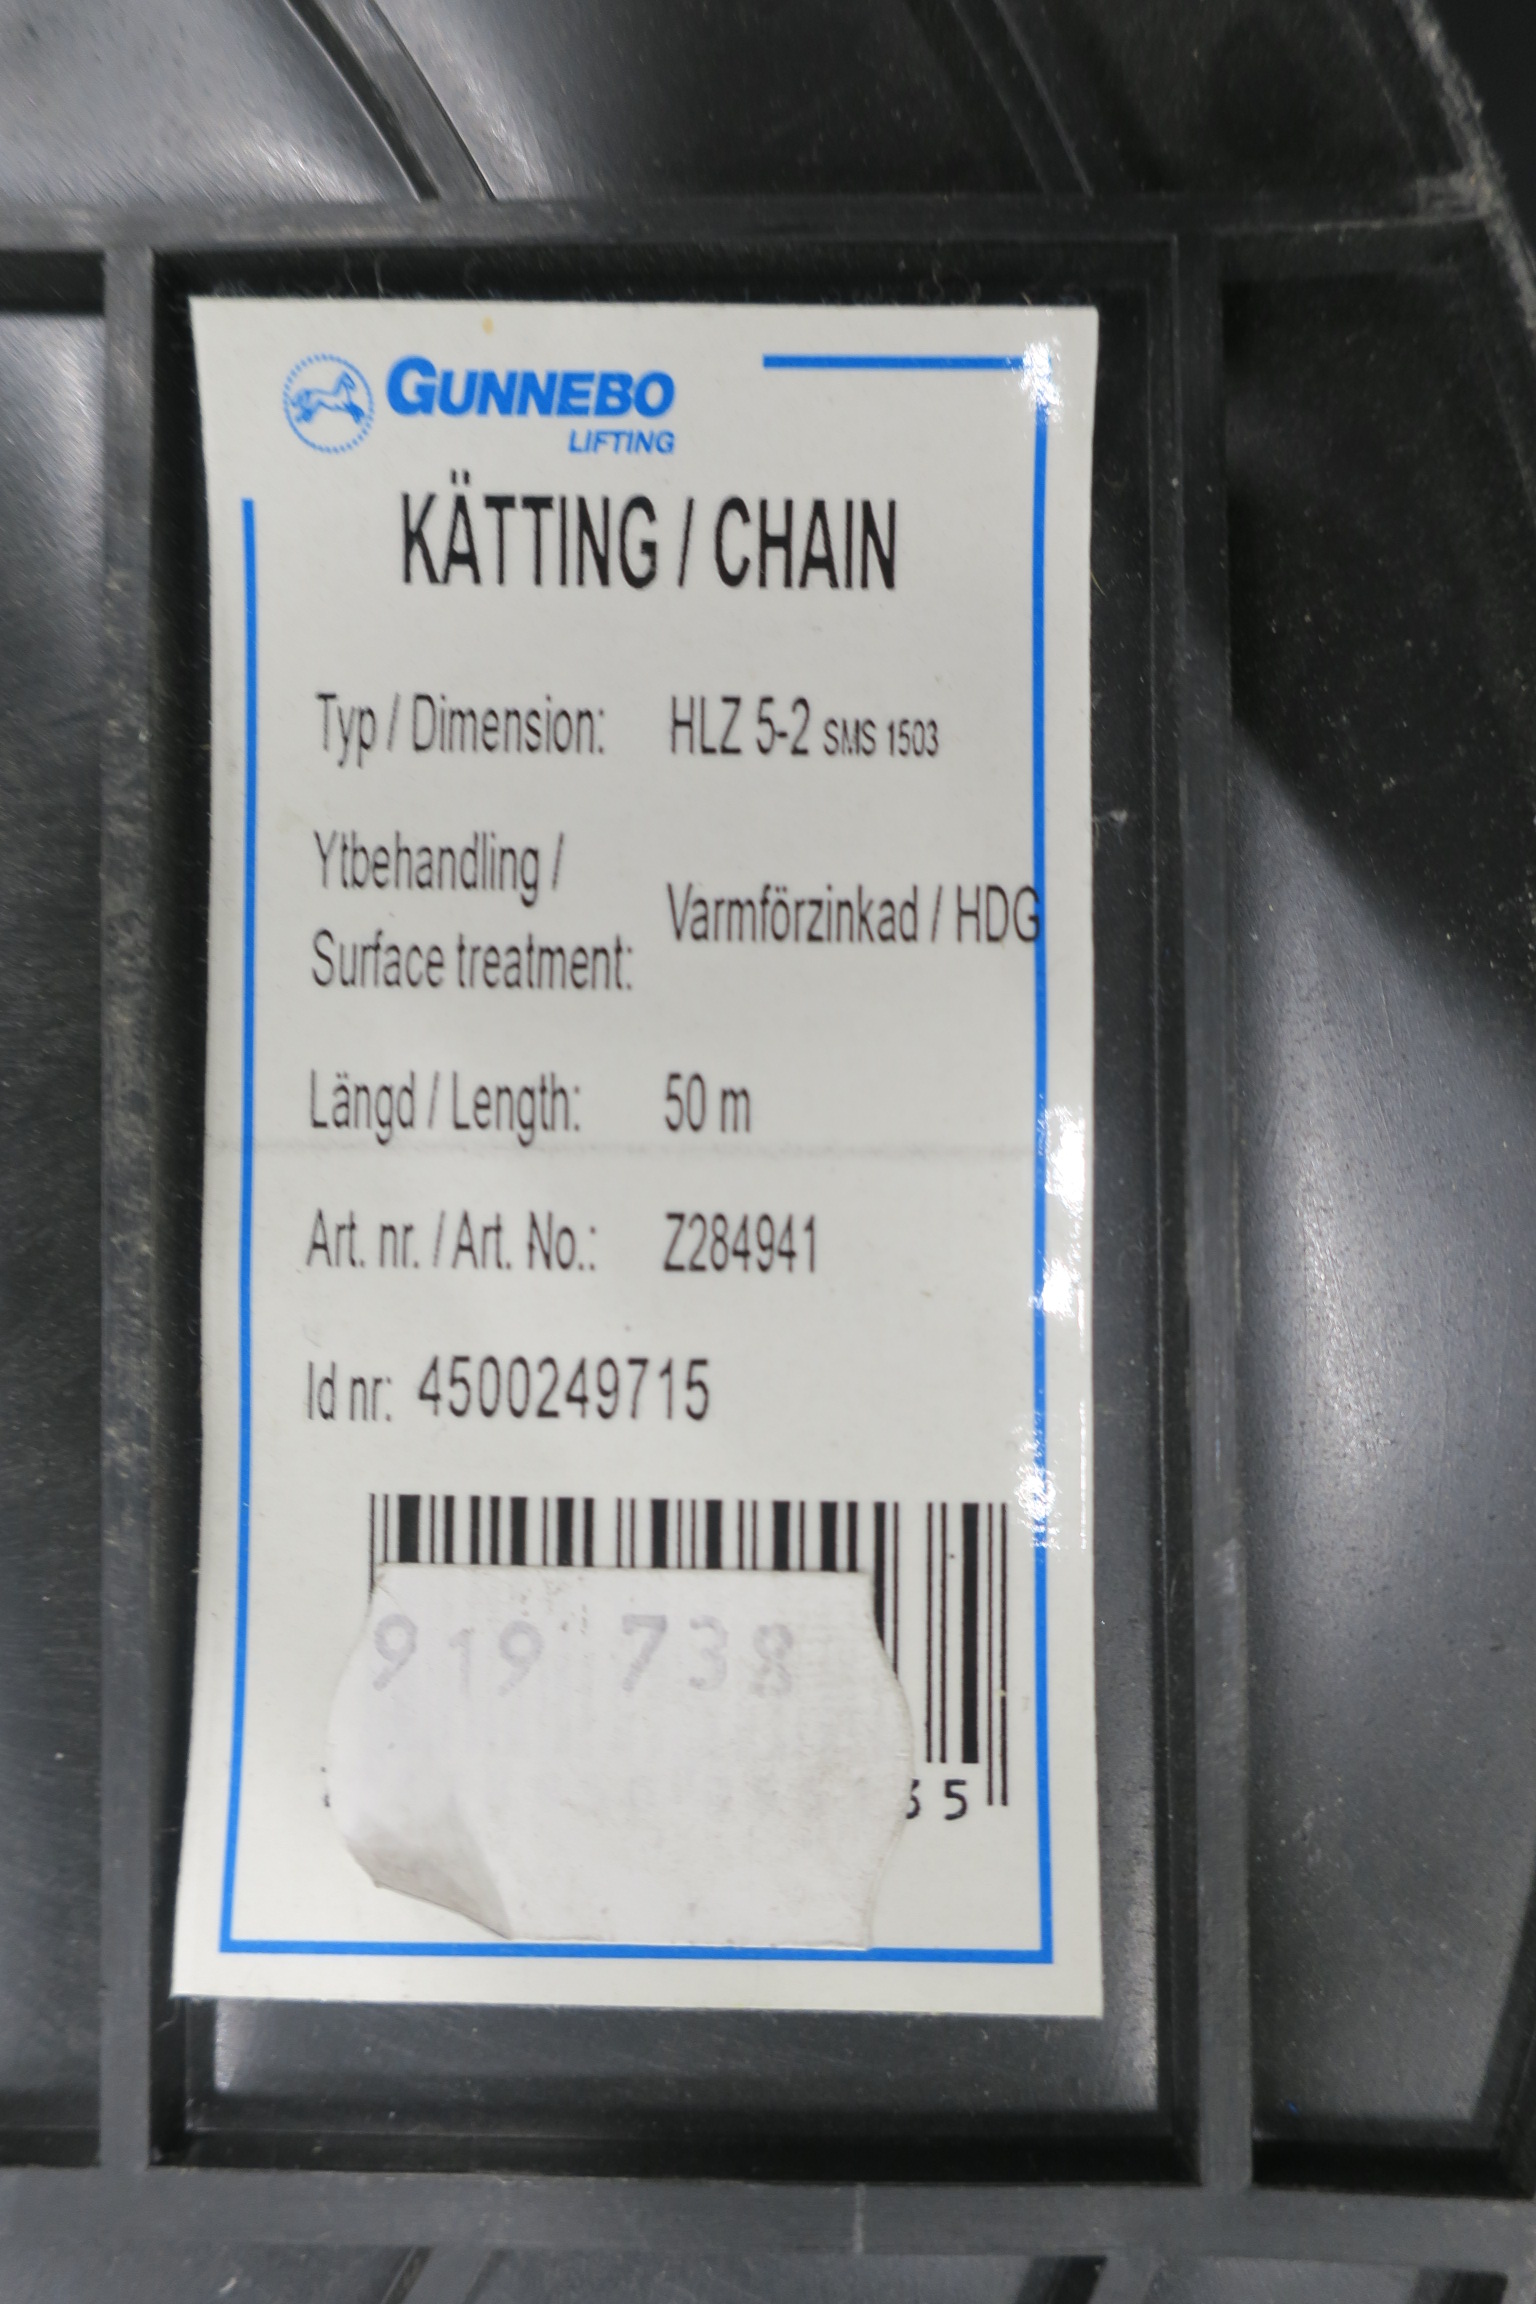 GUNNEBO
LIFTING
KÄTTING / CHAIN
Typ / Dimension: HLZ 5-2 SMS 1503
Ytbehandling /
Surface treatment: Varmförzinkad / HDG
Längd / Length: 50 m
Art. nr. / Art. No.: Z284941
Id nr: 4500249715
919 738
35